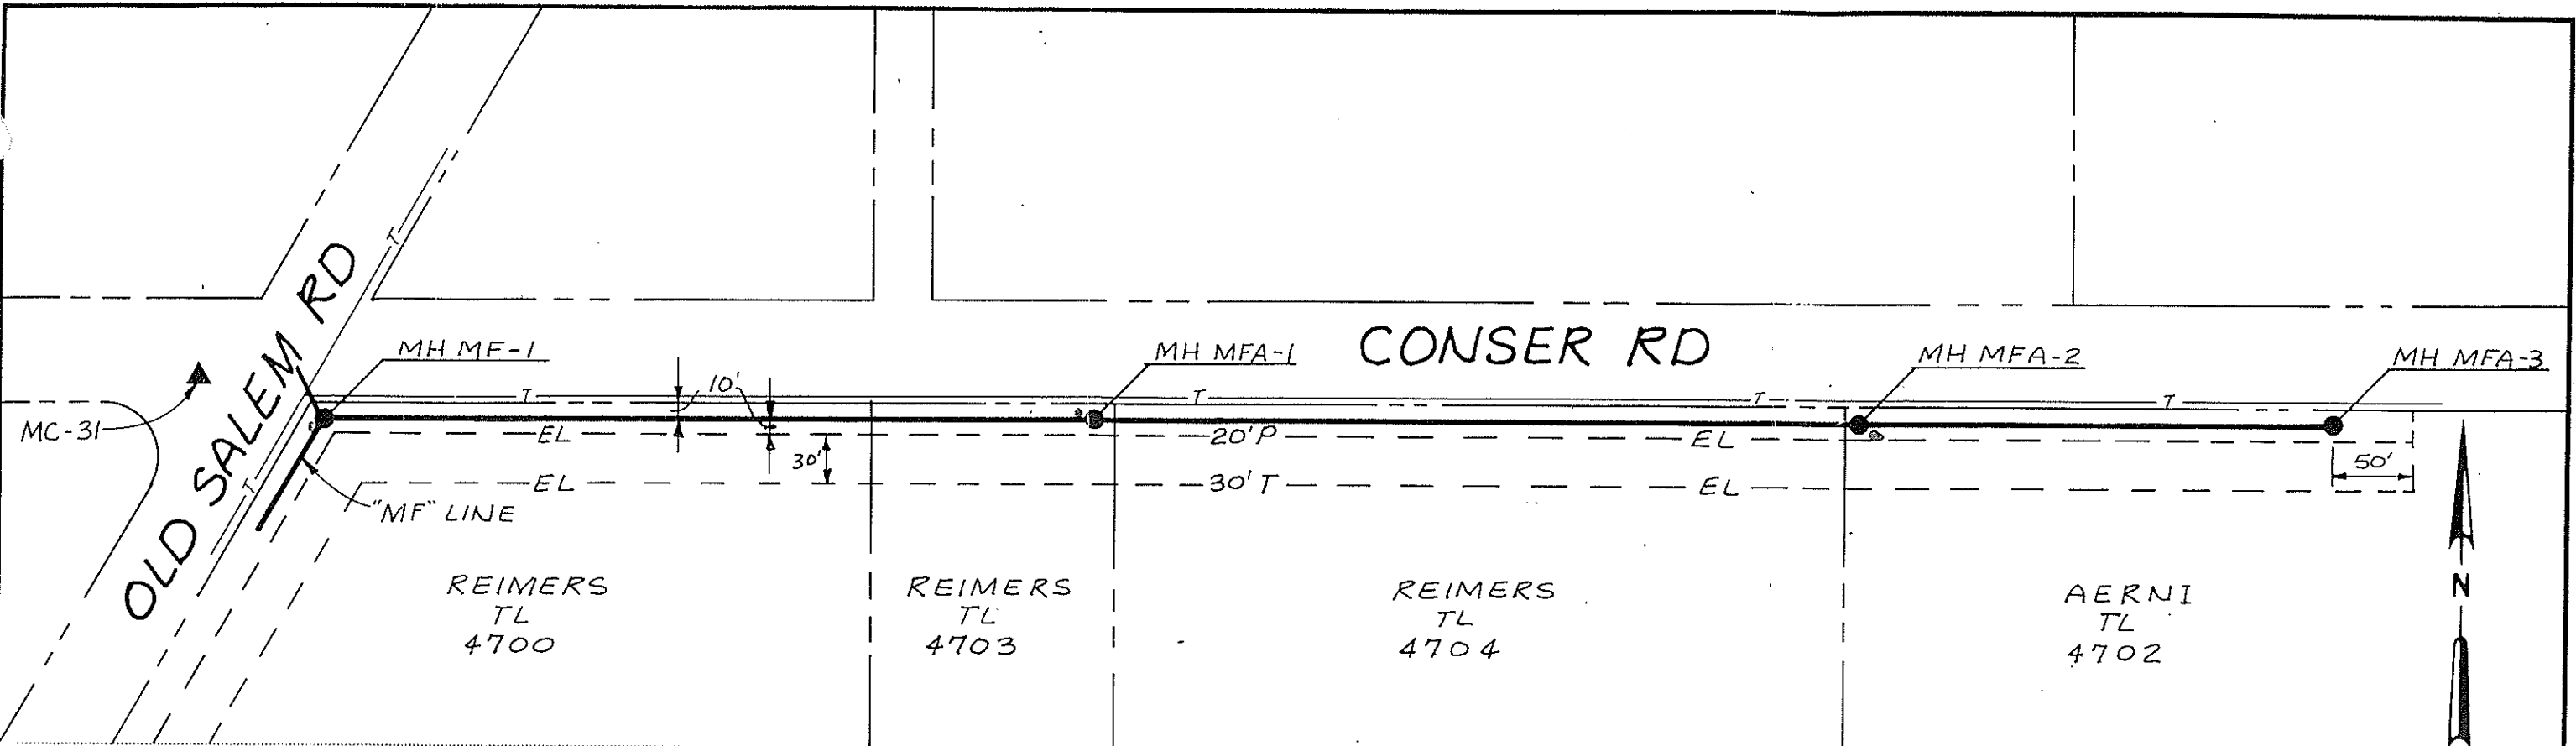 OLD SALEM RD
CONSER RD
MH MF-1
MH MFA-1
MH MFA-2
MH MFA-3
MC-31
T
T
T
T
T
T
10'
EL
20'P
EL
30'
50'
EL
30'T
EL
"MF" LINE
REIMERS
TL
4700
REIMERS
TL
4703
REIMERS
TL
4704
AERNI
TL
4702
N